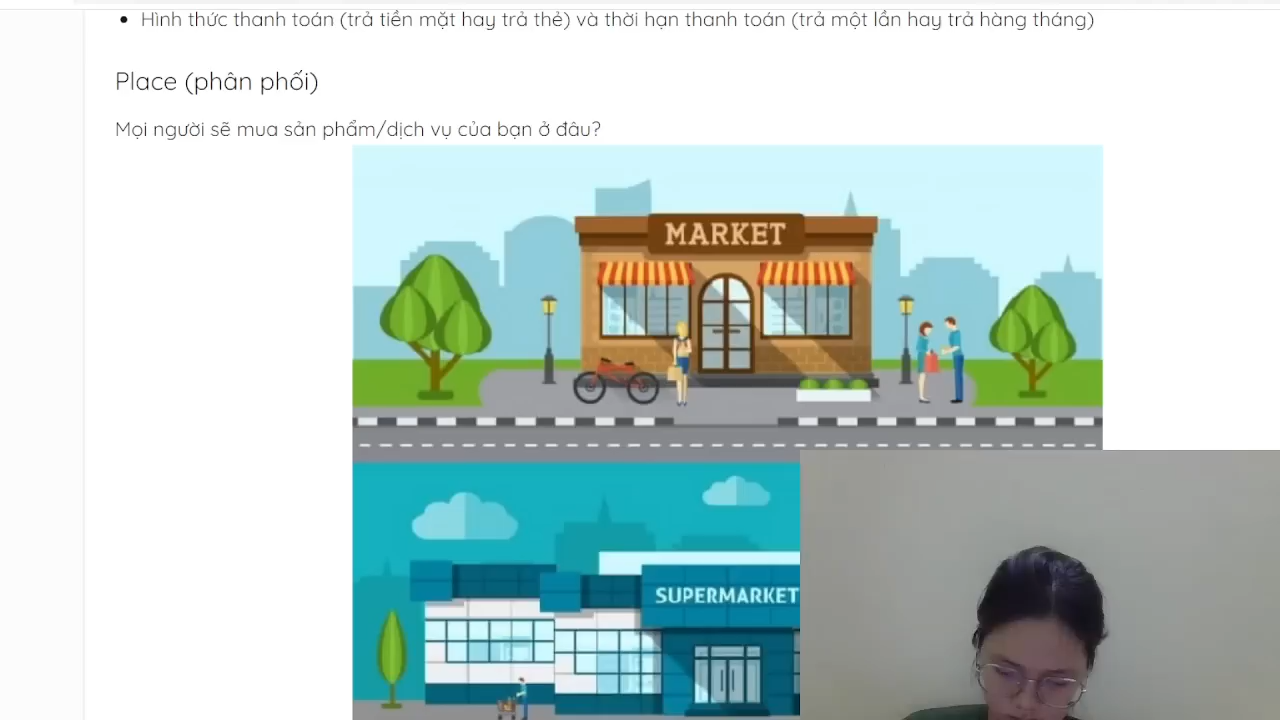 Hình thức thanh toán (trả tiền mặt hay trả thẻ) và thời hạn thanh toán (trả một lần hay trả hàng tháng)
Place (phân phối)
Mọi người sẽ mua sản phẩm/dịch vụ của bạn ở đâu?
MARKET
SUPERMARKET